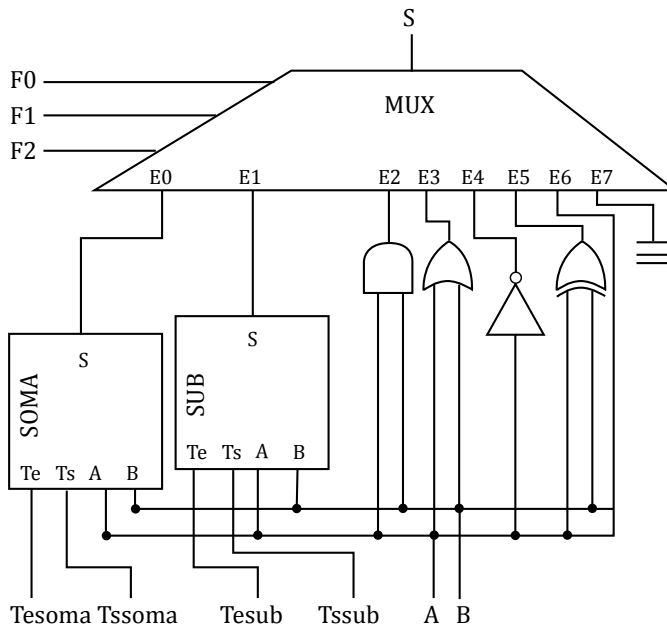 S
F0
MUX
F1
F2
E0 E1 E2 E3 E4 E5 E6 E7
S
S
SOMA
SUB
Te Ts A B
Te Ts A B
Tesoma Tssoma Tesub Tssub A B